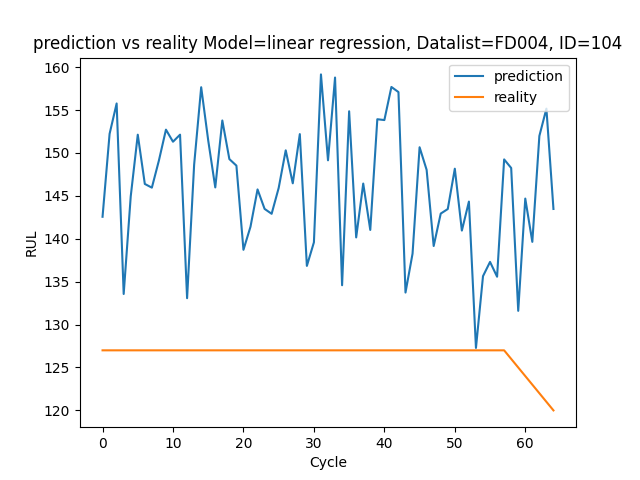 prediction vs reality Model=linear regression, Datalist=FD004, ID=104
prediction
reality
RUL
160
155
150
145
140
135
130
125
120
0 10 20 30 40 50 60
Cycle